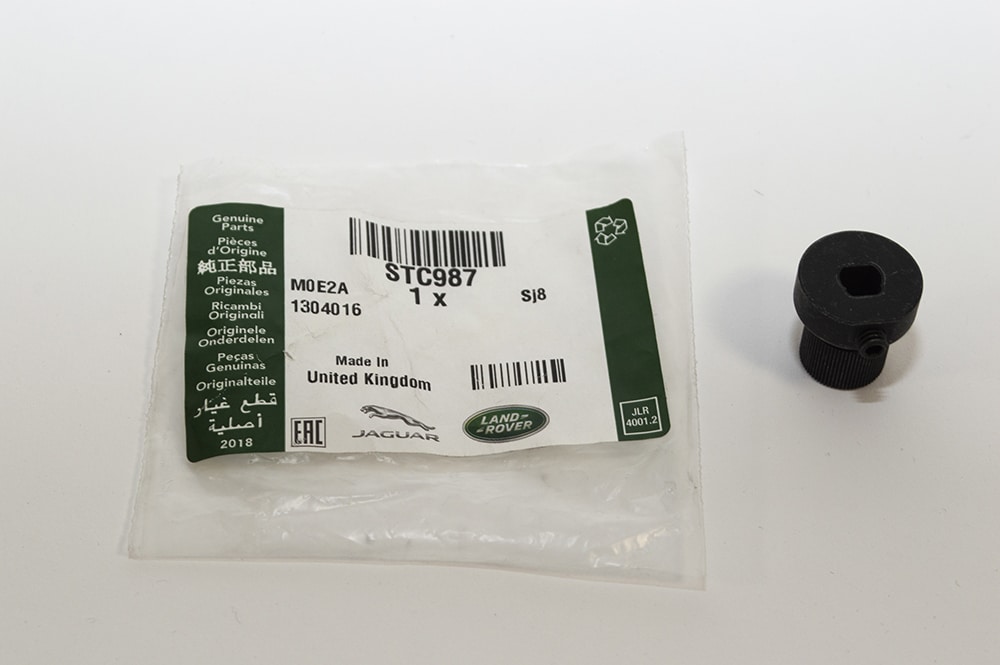 Genuine
Parts
Pièces
d'Origine
純正部品
Piezas
Originales
Ricambi
Originali
Originele
Onderdelen
Peças
Genuinas
Originalteile
قطع غيار
أصلية
2018
STC987
1 x
M0E2A
1304016
Sj8
Made In
United Kingdom
EAC
JAGUAR
LAND-
-ROVER
JLR
4001.2